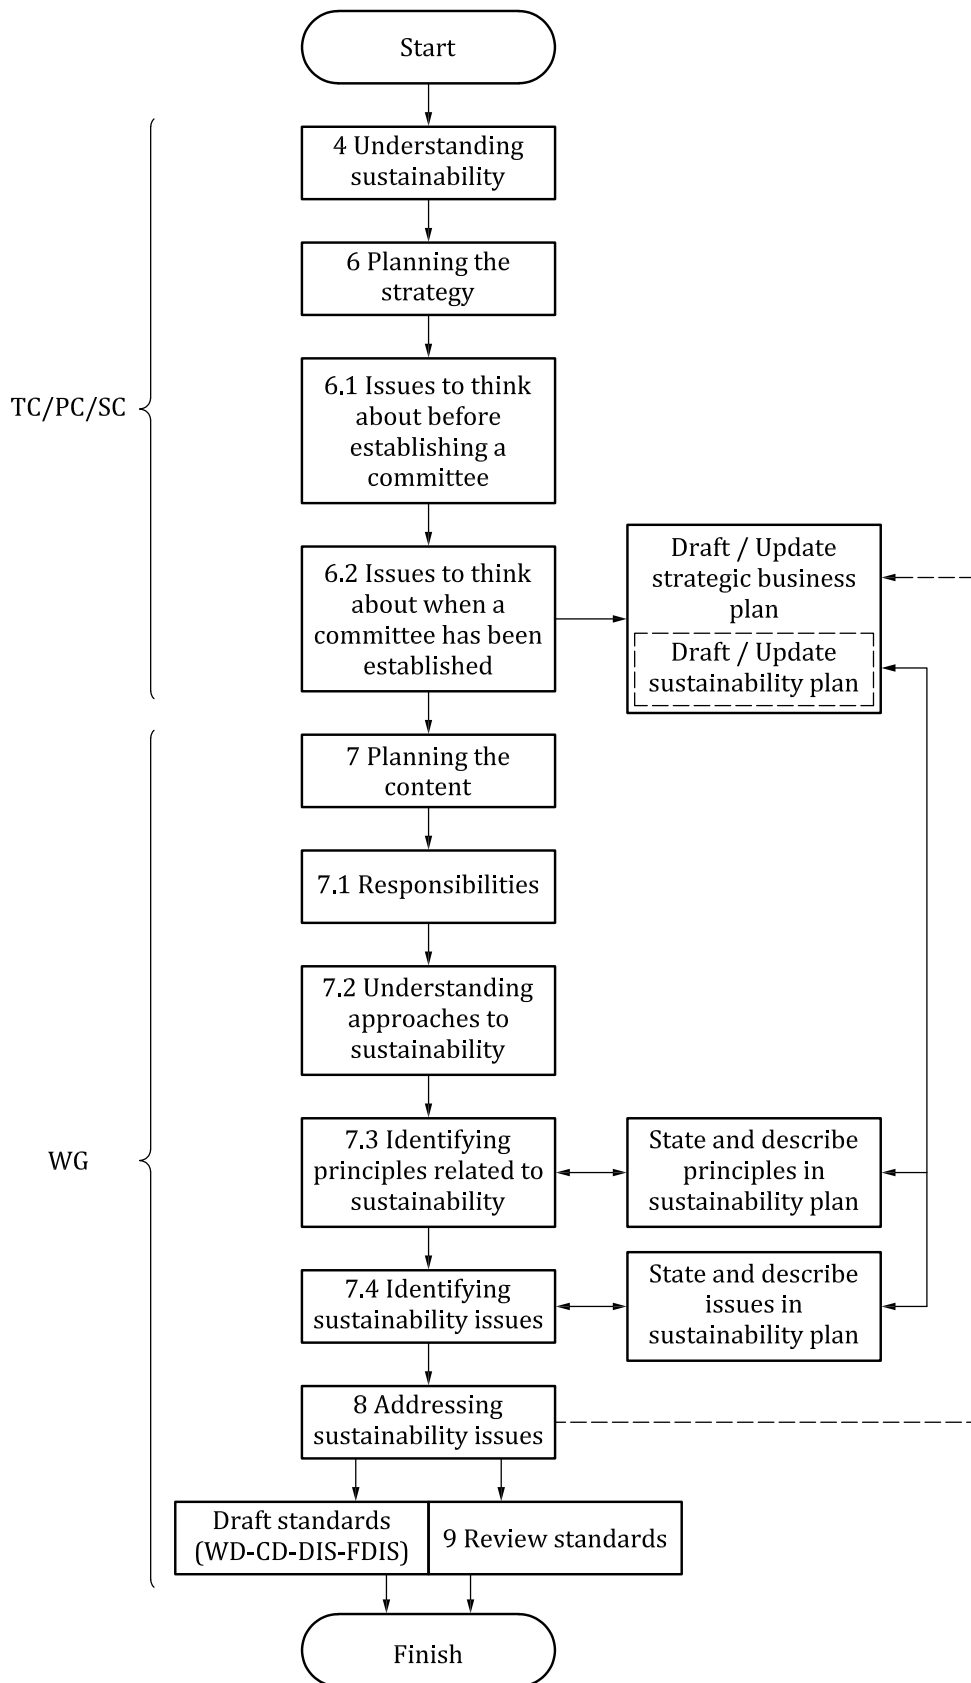 Start
4 Understanding
sustainability
6 Planning the
strategy
TC/PC/SC
6.1 Issues to think
about before
establishing a
committee
6.2 Issues to think
about when a
committee has been
established
Draft / Update
strategic business
plan
Draft / Update
sustainability plan
7 Planning the
content
7.1 Responsibilities
7.2 Understanding
approaches to
sustainability
WG
7.3 Identifying
principles related to
sustainability
State and describe
principles in
sustainability plan
7.4 Identifying
sustainability issues
State and describe
issues in
sustainability plan
8 Addressing
sustainability issues
Draft standards
(WD-CD-DIS-FDIS)
9 Review standards
Finish